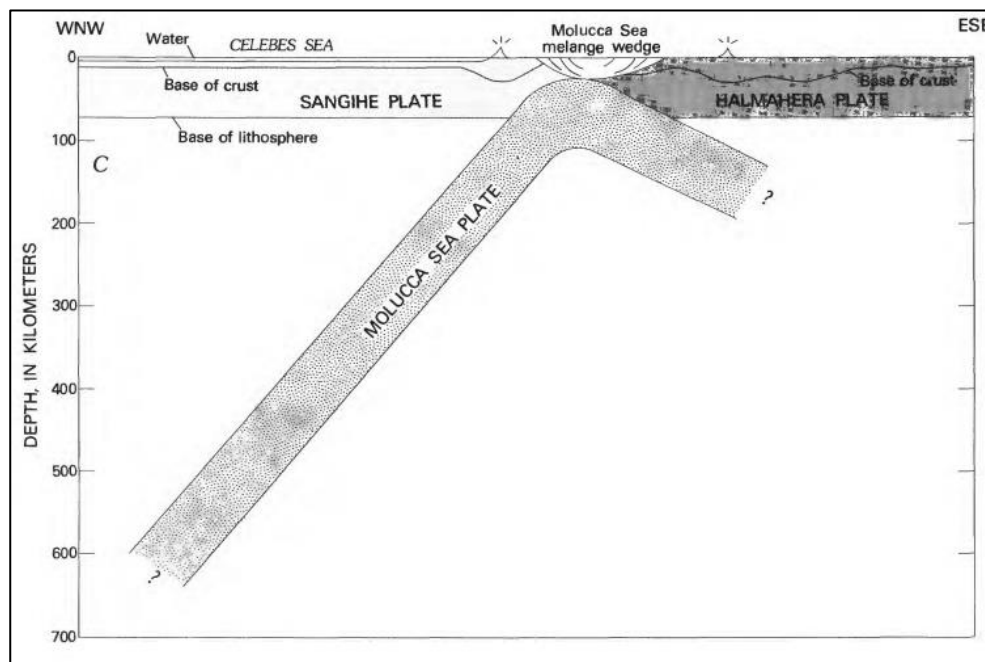 WNW
ESE
Water
CELEBES SEA
Molucca Sea
melange wedge
0
Base of crust
Base of crust
SANGIHE PLATE
HALMAHERA PLATE
Base of lithosphere
100
C
?
200
MOLUCCA SEA PLATE
DEPTH, IN KILOMETERS
300
400
500
600
?
700